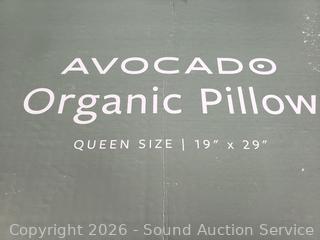 AVOCADO
Organic Pillow
QUEEN SIZE | 19” x 29”
Copyright 2026 - Sound Auction Service